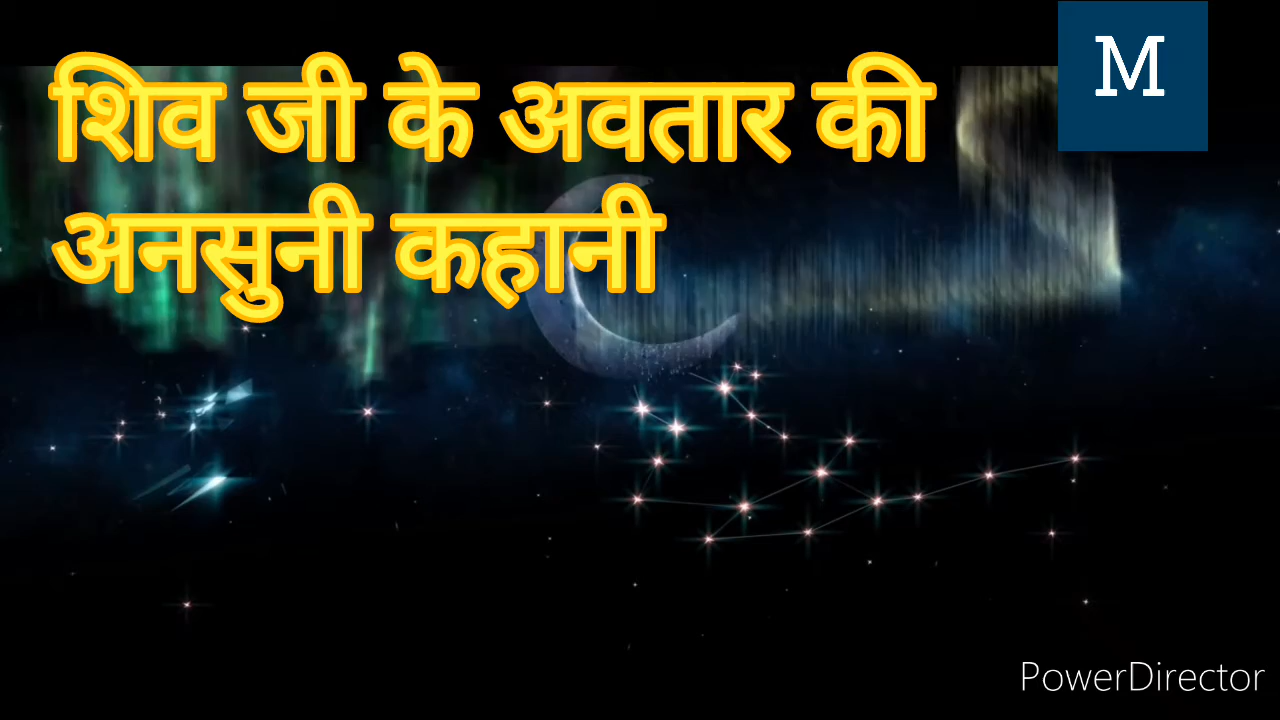 शिव जी के अवतार की
अनसुनी कहानी
M
PowerDirector